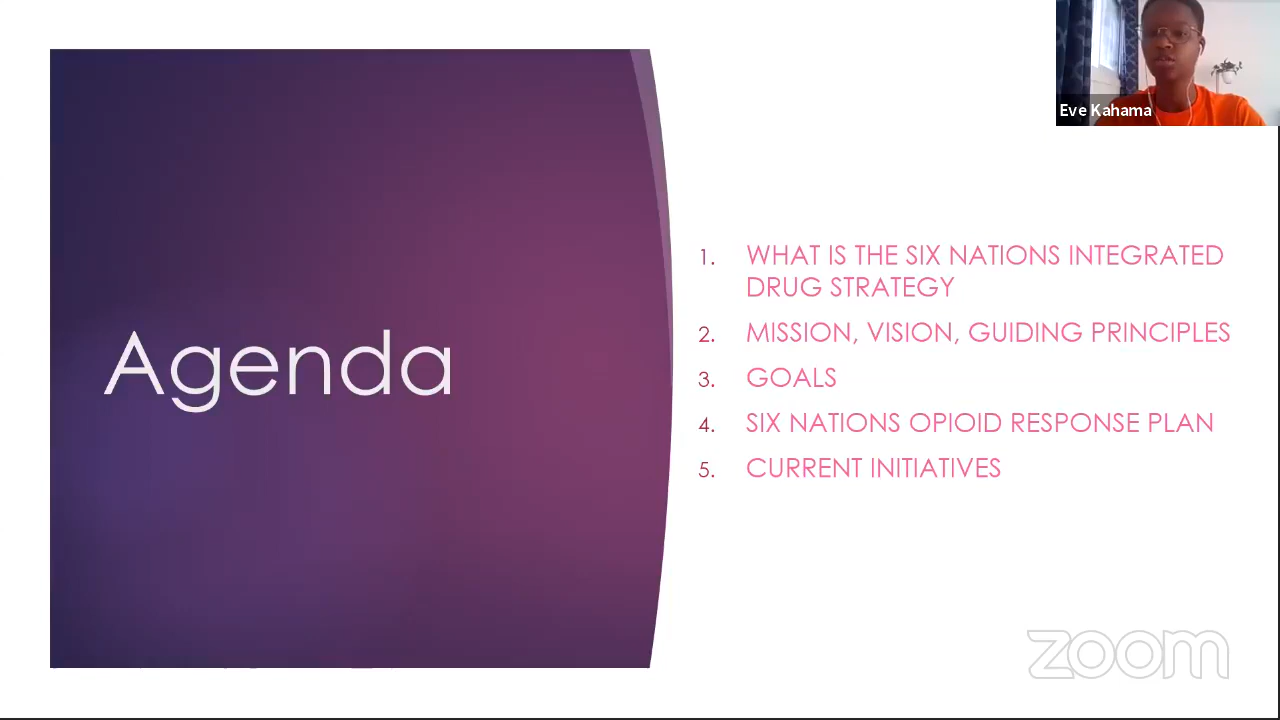 Eve Kahama
Agenda
1. WHAT IS THE SIX NATIONS INTEGRATED
DRUG STRATEGY
2. MISSION, VISION, GUIDING PRINCIPLES
3. GOALS
4. SIX NATIONS OPIOID RESPONSE PLAN
5. CURRENT INITIATIVES
zoom